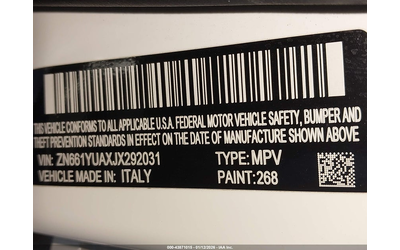 THIS VEHICLE CONFORMS TO ALL APPLICABLE U.S.A. FEDERAL MOTOR VEHICLE SAFETY, BUMPER AND
THEFT PREVENTION STANDARDS IN EFFECT ON THE DATE OF MANUFACTURE SHOWN ABOVE
VIN: ZN661YUAXJX292031 TYPE: MPV
VEHICLE MADE IN: ITALY PAINT: 268